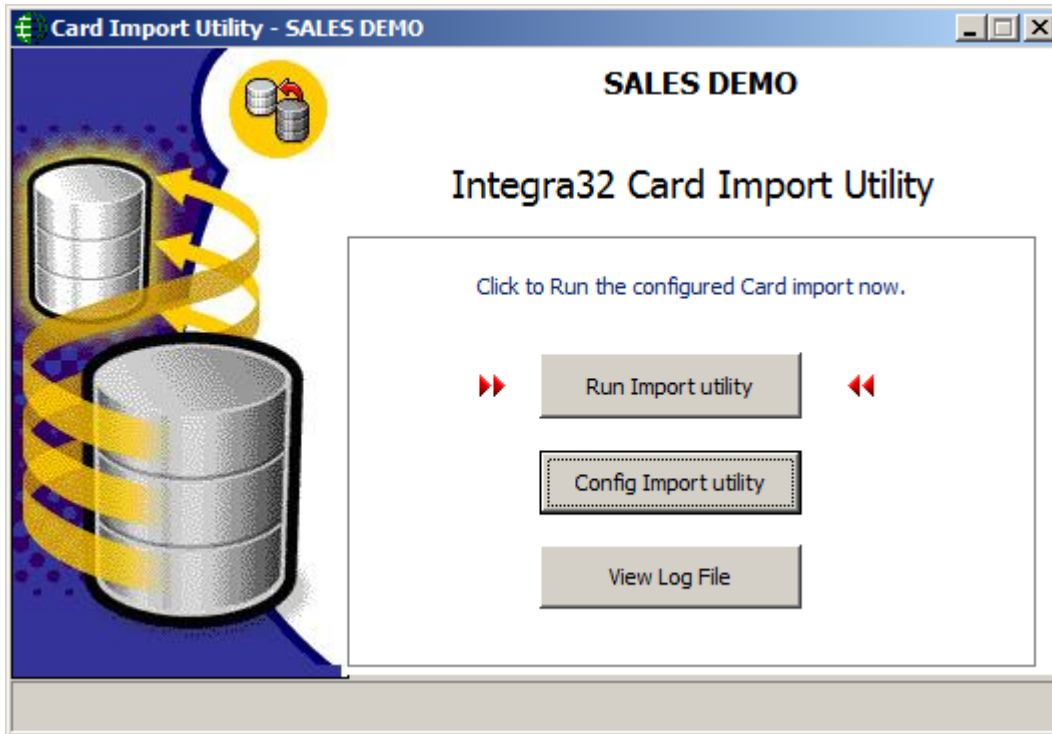 Card Import Utility - SALES DEMO
SALES DEMO
Integra32 Card Import Utility
Click to Run the configured Card import now.
Run Import utility
Config Import utility
View Log File